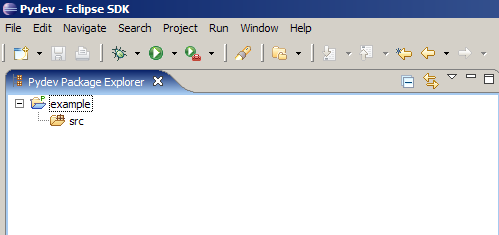 Pydev - Eclipse SDK
File Edit Navigate Search Project Run Window Help
Pydev Package Explorer
example
src